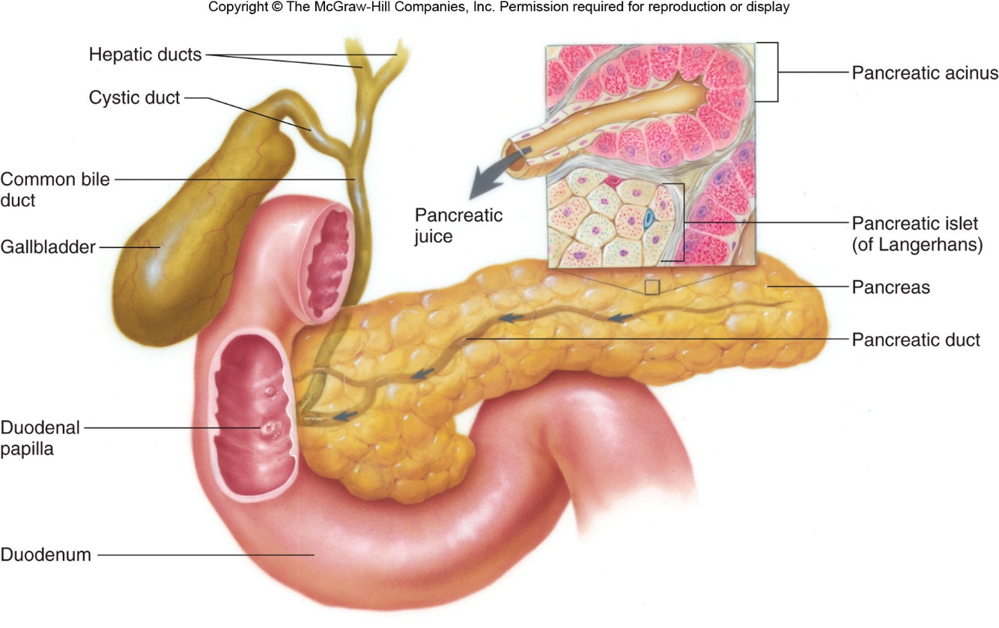 Copyright © The McGraw-Hill Companies, Inc. Permission required for reproduction or display
Hepatic ducts
Cystic duct
Common bile
duct
Gallbladder
Duodenal
papilla
Duodenum
Pancreatic
juice
Pancreatic acinus
Pancreatic islet
(of Langerhans)
Pancreas
Pancreatic duct